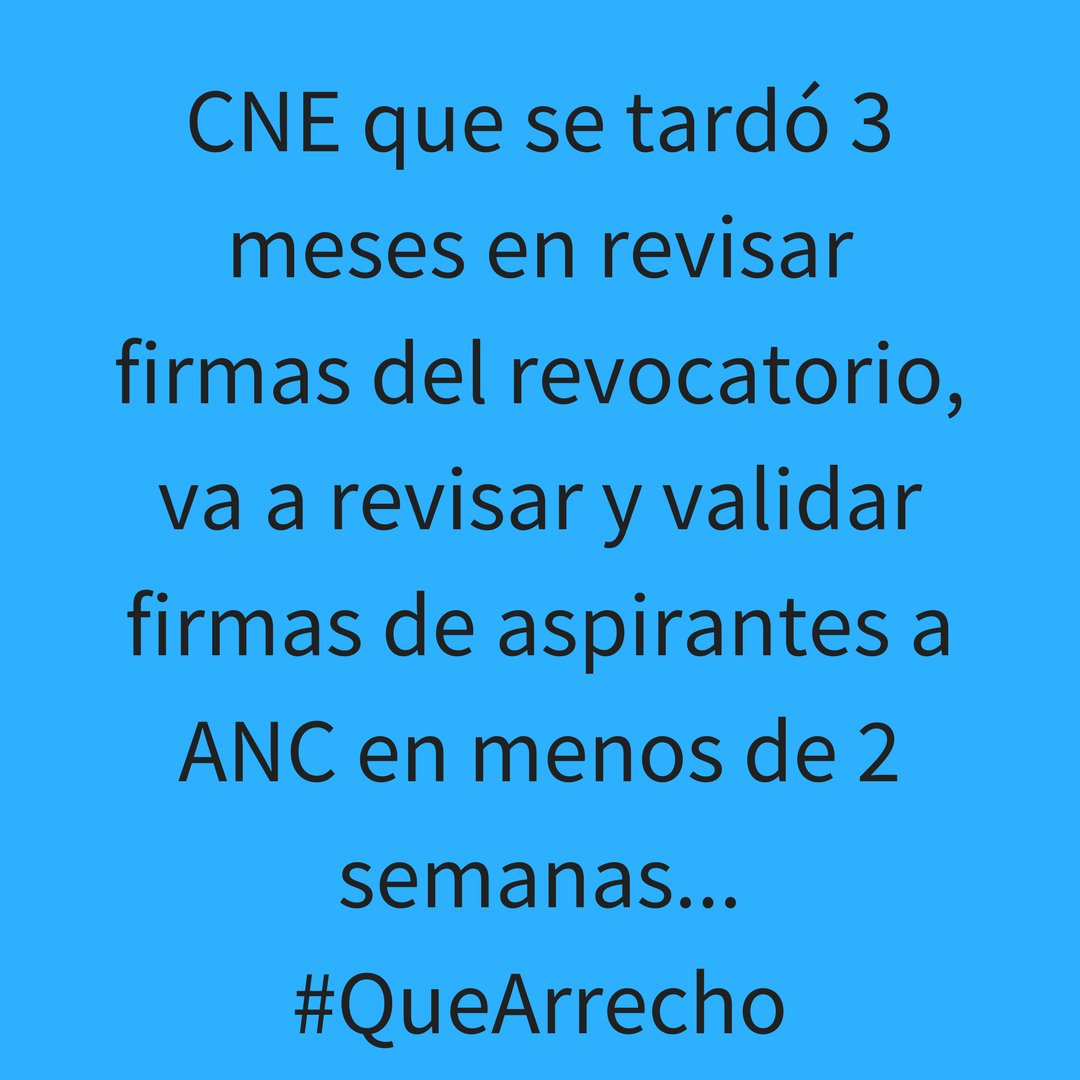 CNE que se tardó 3
meses en revisar
firmas del revocatorio,
va a revisar y validar
firmas de aspirantes a
ANC en menos de 2
semanas...
#QueArrecho